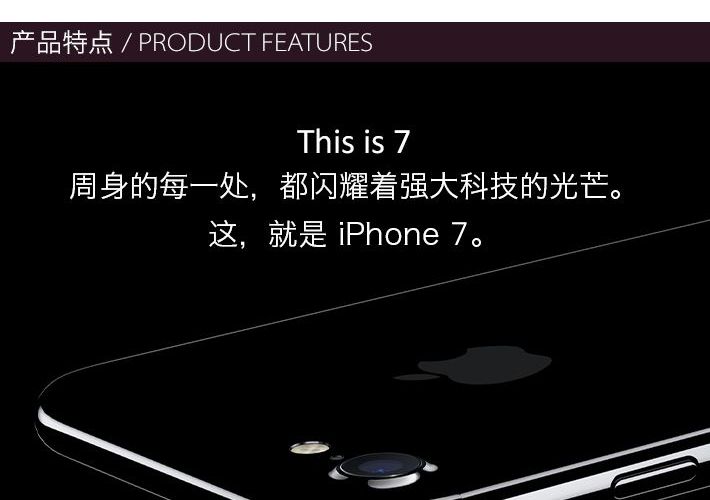 产品特点 / PRODUCT FEATURES
This is 7
周身的每一处，都闪耀着强大科技的光芒。
这，就是 iPhone 7。